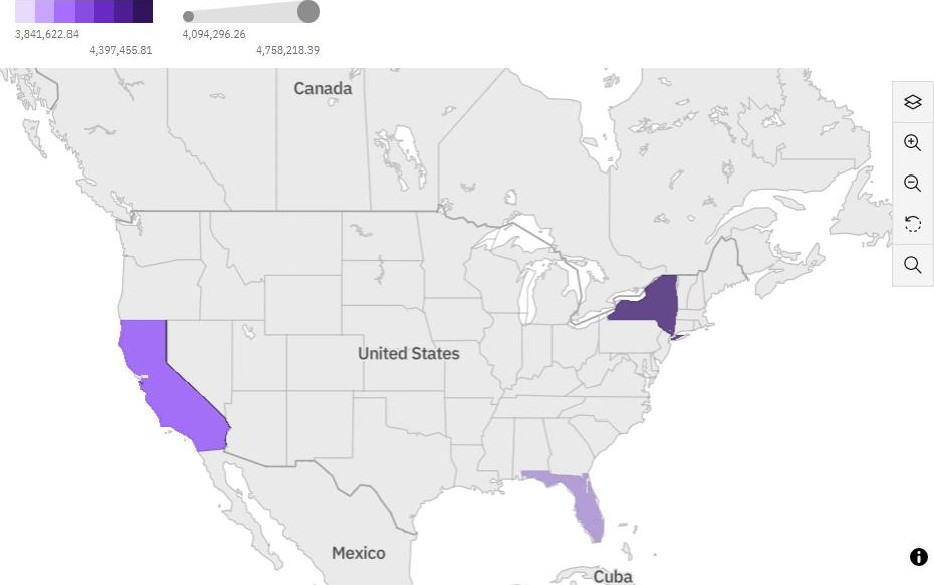 3,841,622.84
4,397,455.81
4,094,296.26
4,758,218.39
Canada
United States
Mexico
Cuba